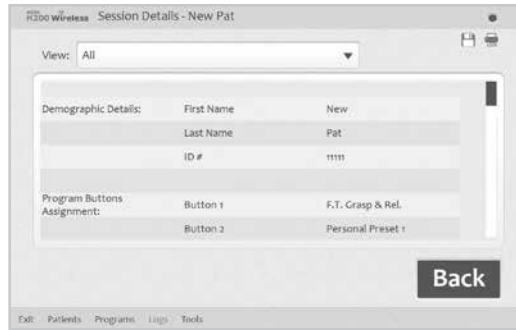 H200 Wireless Session Details - New Pat
View: All
Demographic Details: First Name New
Last Name Pat
ID # 11111
Program Buttons Assignment: Button 1 F.T. Grasp & Rel.
Button 2 Personal Preset 1
Back
Exit Patients Programs Logs Tools